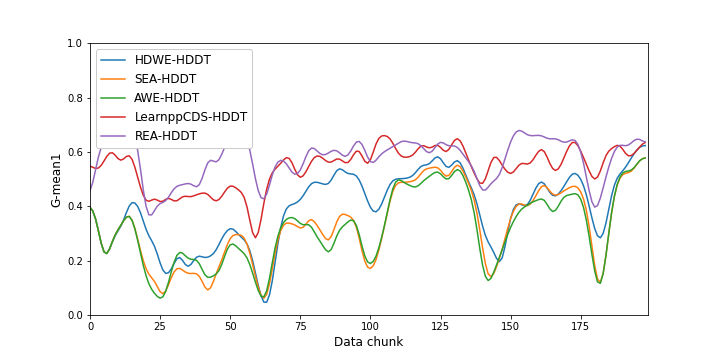 1.0
0.8
0.6
0.4
0.2
0.0
G-mean1
HDWE-HDDT
SEA-HDDT
AWE-HDDT
LearnppCDS-HDDT
REA-HDDT
0 25 50 75 100 125 150 175
Data chunk